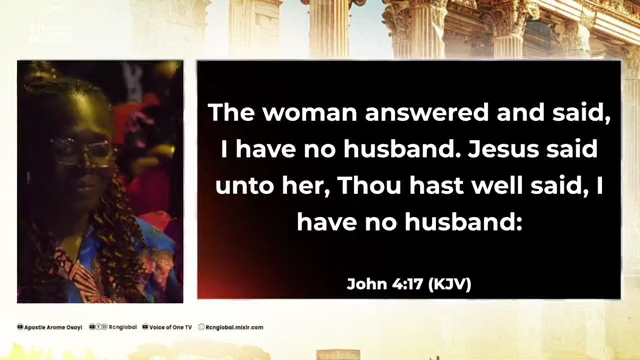 The woman answered and said,
I have no husband. Jesus said
unto her, Thou hast well said, I
have no husband:
John 4:17 (KJV)
Apostle Arome Osayi Rcnglobal Voice of One TV Rcnglobal.mixlr.com